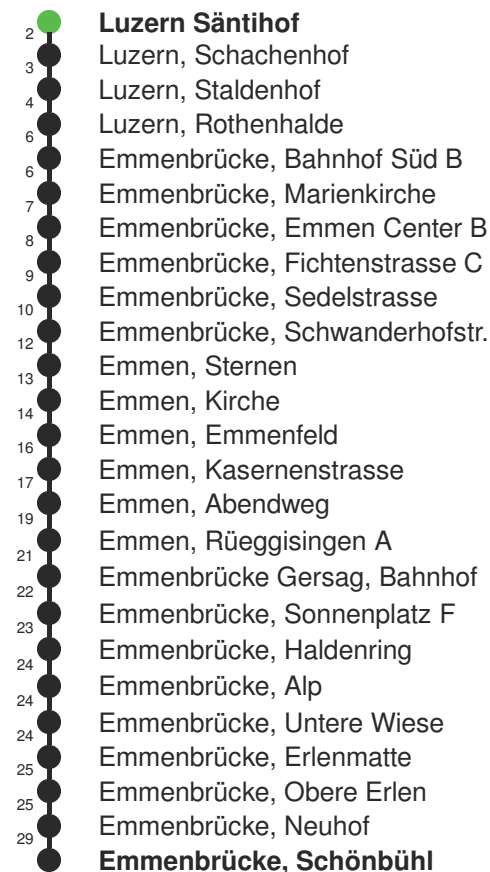 Luzern Säntihof
2
Luzern, Schachenhof
3
Luzern, Staldenhof
4
Luzern, Rothenhalde
6
Emmenbrücke, Bahnhof Süd B
6
Emmenbrücke, Marienkirche
7
Emmenbrücke, Emmen Center B
8
Emmenbrücke, Fichtenstrasse C
9
Emmenbrücke, Sedelstrasse
10
Emmenbrücke, Schwanderhofstr.
12
Emmen, Sternen
13
Emmen, Kirche
14
Emmen, Emmenfeld
16
Emmen, Kasernenstrasse
17
Emmen, Abendweg
19
Emmen, Rüeggisingen A
21
Emmenbrücke Gersag, Bahnhof
22
Emmenbrücke, Sonnenplatz F
23
Emmenbrücke, Haldenring
24
Emmenbrücke, Alp
24
Emmenbrücke, Untere Wiese
24
Emmenbrücke, Erlenmatte
25
Emmenbrücke, Obere Erlen
25
Emmenbrücke, Neuhof
29
Emmenbrücke, Schönbühl